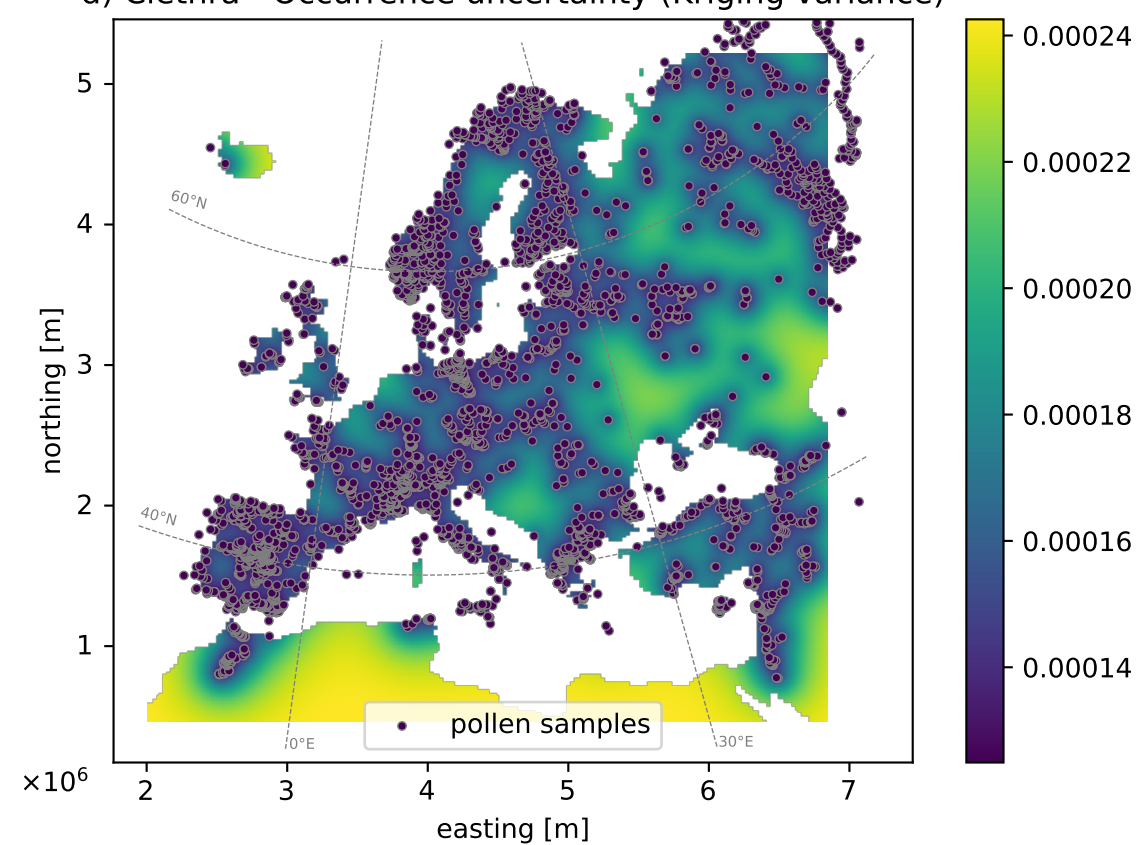 Clethra - Occurrence uncertainty (Kriging variance)
5
4
3
2
1
northing [m]
60°N
40°N
0°E
30°E
pollen samples
×10⁶
2 3 4 5 6 7
easting [m]
0.00024
0.00022
0.00020
0.00018
0.00016
0.00014